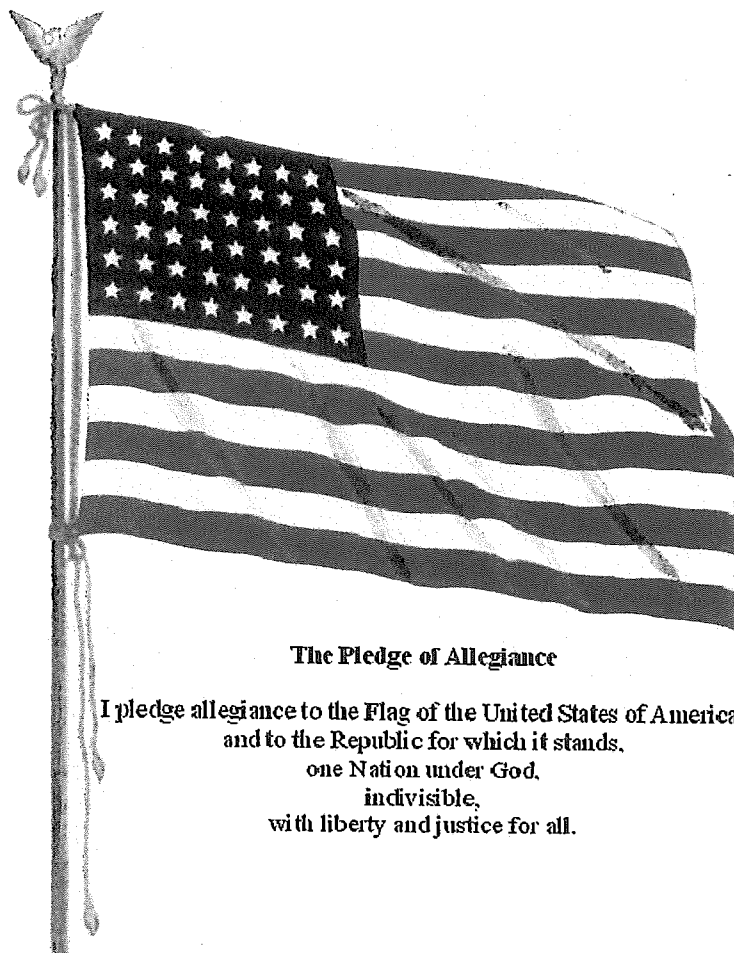 The Pledge of Allegiance
I pledge allegiance to the Flag of the United States of America
and to the Republic for which it stands,
one Nation under God,
indivisible,
with liberty and justice for all.